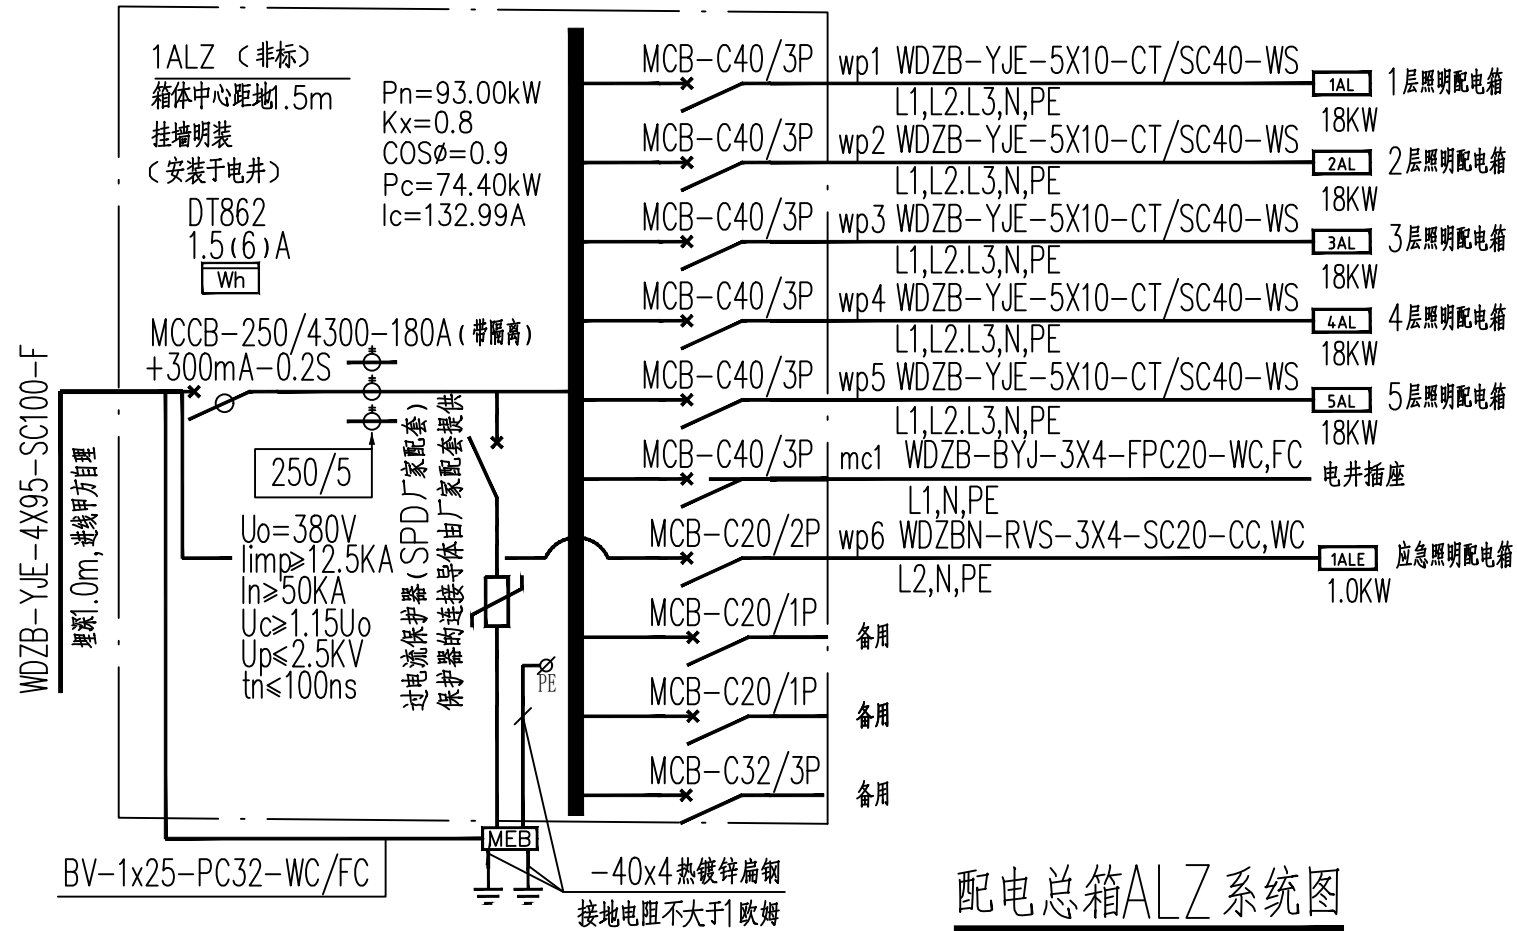 1ALZ （非标）
箱体中心距地1.5m
挂墙明装
（安装于电井）
DT862
1.5(6)A
Wh
Pn=93.00kW
Kx=0.8
COSø=0.9
Pc=74.40kW
Ic=132.99A
MCCB-250/4300-180A(带隔离)
+300mA-0.2S
250/5
Uo=380V
Iimp≥12.5KA
In≥50KA
Uc≥1.15Uo
Up≤2.5KV
tn≤100ns
WDZB-YJE-4X95-SC100-F
埋深1.0m,进线甲方自理
过电流保护器(SPD厂家配套)
保护器的连接导体由厂家配套提供
PE
MEB
BV-1x25-PC32-WC/FC
-40x4热镀锌扁钢
接地电阻不大于1欧姆
MCB-C40/3P wp1 WDZB-YJE-5X10-CT/SC40-WS 1AL 1层照明配电箱
L1,L2.L3,N,PE 18KW
MCB-C40/3P wp2 WDZB-YJE-5X10-CT/SC40-WS 2AL 2层照明配电箱
L1,L2.L3,N,PE 18KW
MCB-C40/3P wp3 WDZB-YJE-5X10-CT/SC40-WS 3AL 3层照明配电箱
L1,L2.L3,N,PE 18KW
MCB-C40/3P wp4 WDZB-YJE-5X10-CT/SC40-WS 4AL 4层照明配电箱
L1,L2.L3,N,PE 18KW
MCB-C40/3P wp5 WDZB-YJE-5X10-CT/SC40-WS 5AL 5层照明配电箱
L1,L2.L3,N,PE 18KW
MCB-C40/3P mc1 WDZB-BYJ-3X4-FPC20-WC,FC 电井插座
L1,N,PE
MCB-C20/2P wp6 WDZBN-RVS-3X4-SC20-CC,WC 1ALE 应急照明配电箱
L2,N,PE 1.0KW
MCB-C20/1P 备用
MCB-C20/1P 备用
MCB-C32/3P 备用
配电总箱ALZ系统图